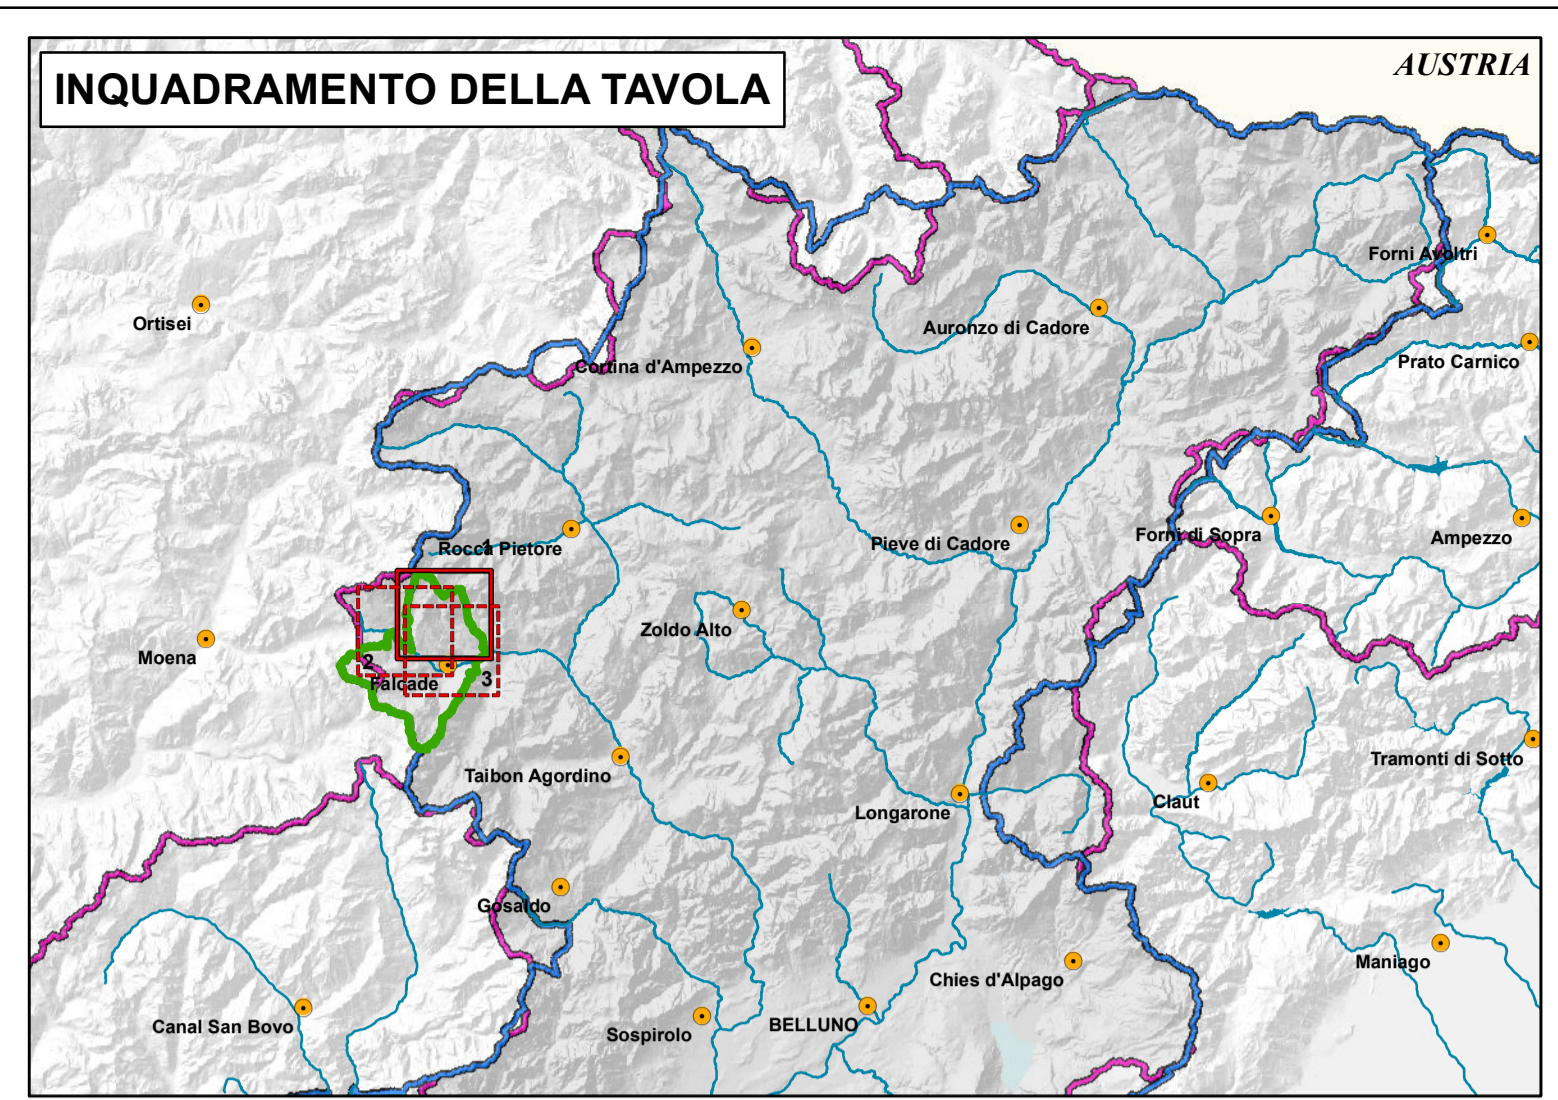 INQUADRAMENTO DELLA TAVOLA
AUSTRIA
Forni Avoltri
Ortisei
Auronzo di Cadore
Cortina d'Ampezzo
Prato Carnico
Rocca Pietore
1
Pieve di Cadore
Forni di Sopra
Ampezzo
Zoldo Alto
Moena
2
Falcade
3
Taibon Agordino
Tramonti di Sotto
Longarone
Claut
Gosaldo
Maniago
Chies d'Alpago
Canal San Bovo
BELLUNO
Sospirolo